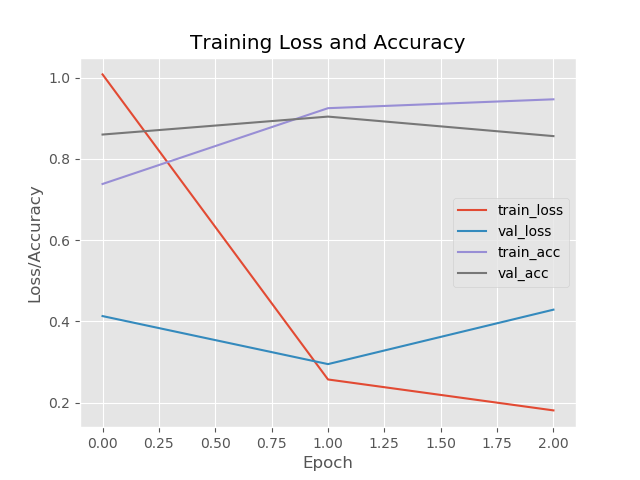 Training Loss and Accuracy
1.0
0.8
0.6
0.4
0.2
Loss/Accuracy
train_loss
val_loss
train_acc
val_acc
0.00 0.25 0.50 0.75 1.00 1.25 1.50 1.75 2.00
Epoch